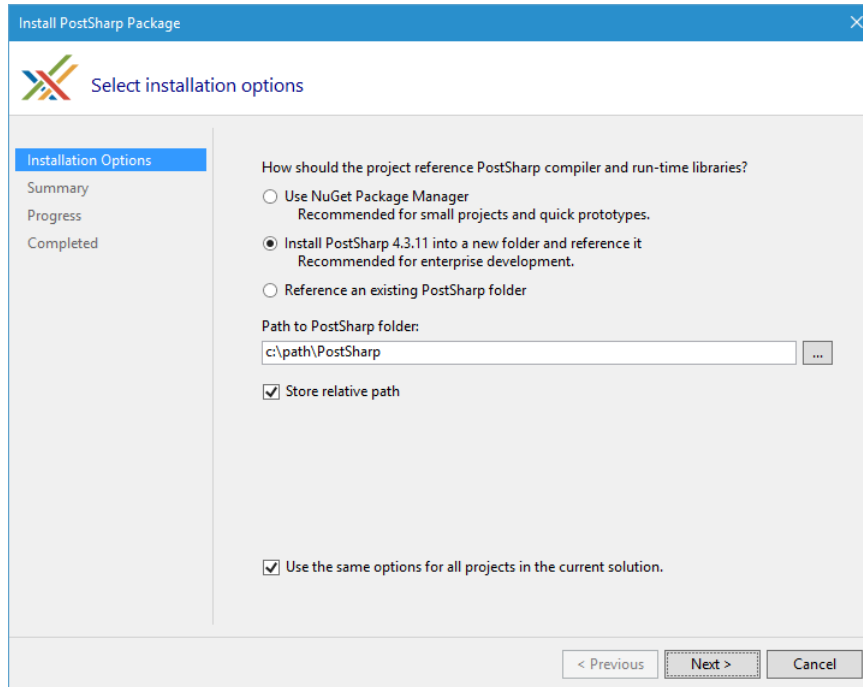 Install PostSharp Package
Select installation options
Installation Options
Summary
Progress
Completed
How should the project reference PostSharp compiler and run-time libraries?
Use NuGet Package Manager
Recommended for small projects and quick prototypes.
Install PostSharp 4.3.11 into a new folder and reference it
Recommended for enterprise development.
Reference an existing PostSharp folder
Path to PostSharp folder:
c:\path\PostSharp
...
Store relative path
Use the same options for all projects in the current solution.
< Previous
Next >
Cancel